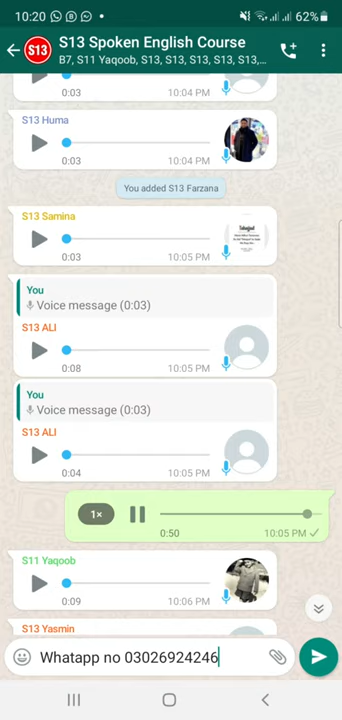 10:20
62%
S13 S13 Spoken English Course
B7, S11 Yaqoob, S13, S13, S13, S13, S13,...
0:03 10:04 PM
S13 Huma
0:03 10:04 PM
You added S13 Farzana
S13 Samina
0:03 10:05 PM
You
Voice message (0:03)
S13 ALI
0:08 10:05 PM
You
Voice message (0:03)
S13 ALI
0:04 10:05 PM
1×
0:50 10:05 PM
S11 Yaqoob
0:09 10:06 PM
S13 Yasmin
Whatapp no 03026924246